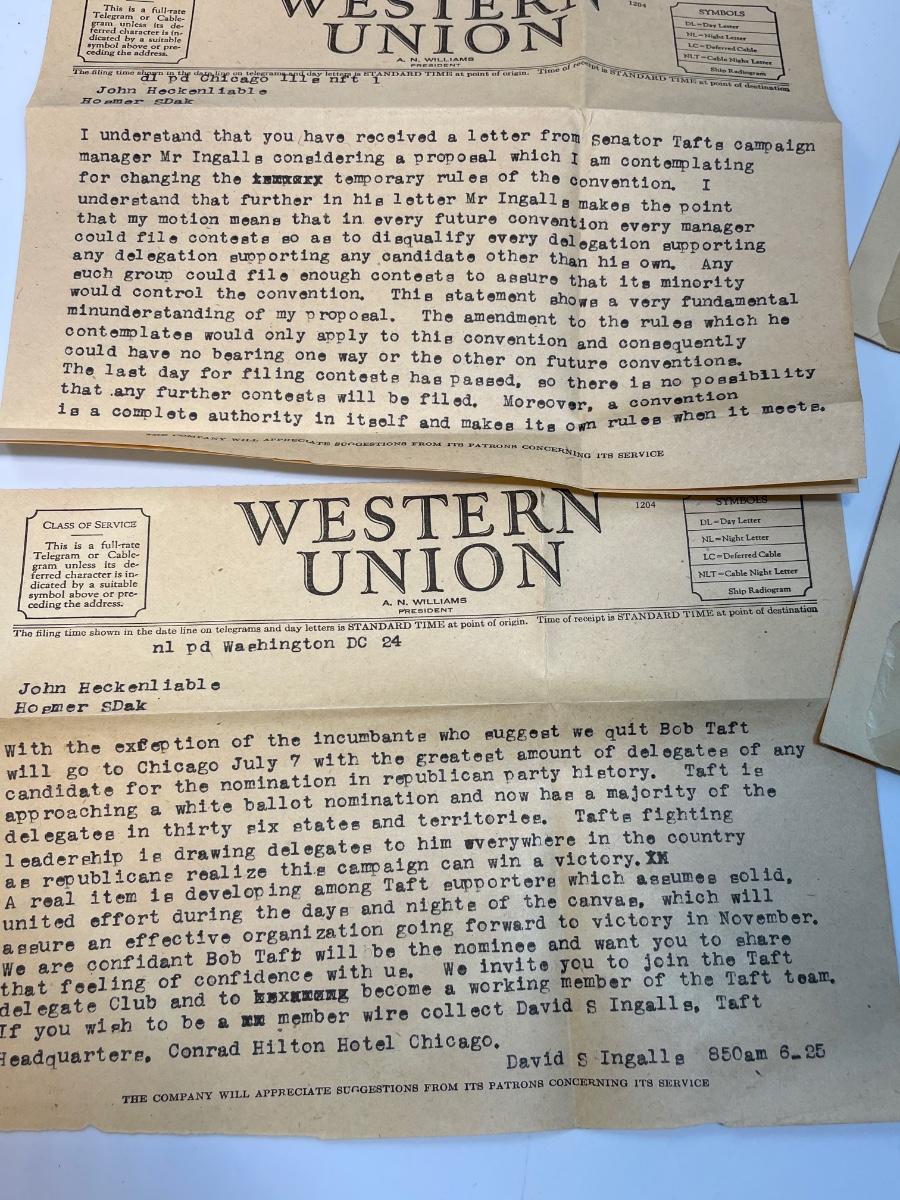 This is a full-rate
Telegram or Cable-
gram unless its de-
ferred character is in-
dicated by a suitable
symbol above or pre-
ceding the address.
WESTERN
UNION
A. N. WILLIAMS
PRESIDENT
1204
SYMBOLS
DL=Day Letter
NL=Night Letter
LC=Deferred Cable
NLT=Cable Night Letter
Ship Radiogram
The filing time shown in the date line on telegrams and day letters is STANDARD TIME at point of origin. Time of receipt is STANDARD TIME at point of destination
dl pd Chicago Ills nft 1
John Heckenliable
Hosmer SDak
I understand that you have received a letter from Senator Tafts campaign
manager Mr Ingalls considering a proposal which I am contemplating
for changing the temporary rules of the convention. I
understand that further in his letter Mr Ingalls makes the point
that my motion means that in every future convention every manager
could file contests so as to disqualify every delegation supporting
any delegation supporting any candidate other than his own. Any
such group could file enough contests to assure that its minority
would control the convention. This statement shows a very fundamental
minunderstanding of my proposal. The amendment to the rules which he
contemplates would only apply to this convention and consequently
could have no bearing one way or the other on future conventions.
The last day for filing contests has passed, so there is no possibility
that .any further contests will be filed. Moreover, a convention
is a complete authority in itself and makes its own rules when it meets.
THE COMPANY WILL APPRECIATE SUGGESTIONS FROM ITS PATRONS CONCERNING ITS SERVICE
CLASS OF SERVICE
This is a full-rate
Telegram or Cable-
gram unless its de-
ferred character is in-
dicated by a suitable
symbol above or pre-
ceding the address.
WESTERN
UNION
A. N. WILLIAMS
PRESIDENT
1204
SYMBOLS
DL=Day Letter
NL=Night Letter
LC=Deferred Cable
NLT=Cable Night Letter
Ship Radiogram
The filing time shown in the date line on telegrams and day letters is STANDARD TIME at point of origin. Time of receipt is STANDARD TIME at point of destination
nl pd Washington DC 24
John Heckenliable
Hosmer SDak
With the exfeption of the incumbants who suggest we quit Bob Taft
will go to Chicago July 7 with the greatest amount of delegates of any
candidate for the nomination in republican party history. Taft is
approaching a white ballot nomination and now has a majority of the
delegates in thirty six states and territories. Tafts fighting
leadership is drawing delegates to him everywhere in the country
as republicans realize this campaign can win a victory.
A real item is developing among Taft supporters which assumes solid,
united effort during the days and nights of the canvas, which will
assure an effective organization going forward to victory in November.
We are confidant Bob Taft will be the nominee and want you to share
that feeling of confidence with us. We invite you to join the Taft
delegate Club and to become a working member of the Taft team.
If you wish to be a member wire collect David S Ingalls, Taft
Headquarters, Conrad Hilton Hotel Chicago.
David S Ingalls 850am 6-25
THE COMPANY WILL APPRECIATE SUGGESTIONS FROM ITS PATRONS CONCERNING ITS SERVICE